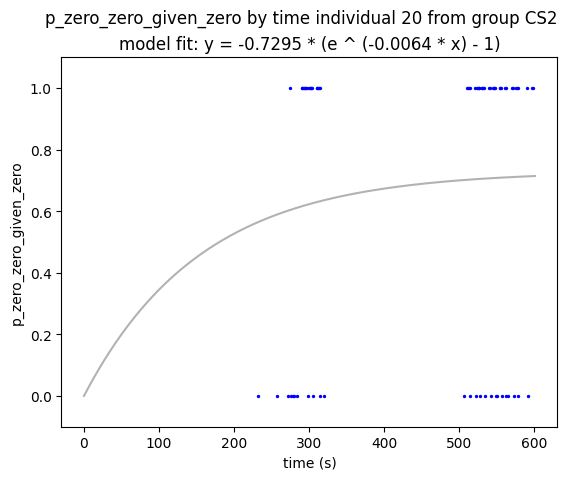 p_zero_zero_given_zero by time individual 20 from group CS2
model fit: y = -0.7295 * (e ^ (-0.0064 * x) - 1)
1.0
0.8
0.6
0.4
0.2
0.0
p_zero_zero_given_zero
0 100 200 300 400 500 600
time (s)